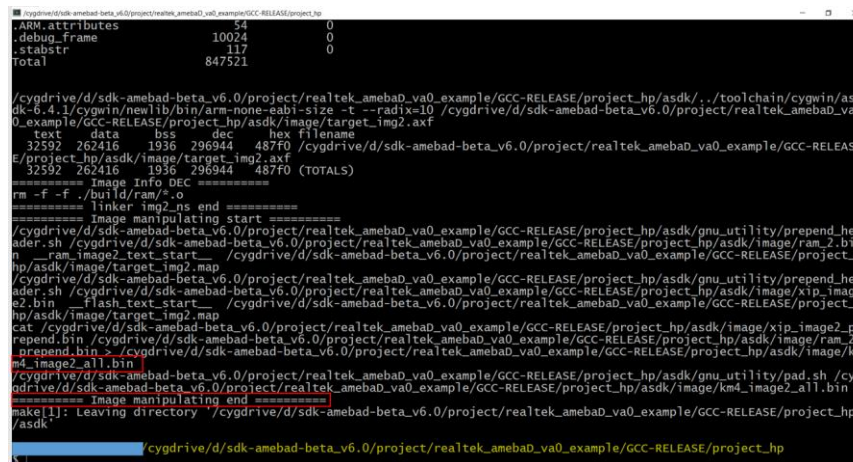 /cygdrive/d/sdk-amebad-beta_v6.0/project/realtek_amebaD_va0_example/GCC-RELEASE/project_hp
.ARM.attributes 54 0
.debug_frame 10024 0
.stabstr 117 0
Total 847521
/cygdrive/d/sdk-amebad-beta_v6.0/project/realtek_amebaD_va0_example/GCC-RELEASE/project_hp/asdk/../toolchain/cygwin/as
dk-6.4.1/cygwin/newlib/bin/arm-none-eabi-size -t --radix=10 /cygdrive/d/sdk-amebad-beta_v6.0/project/realtek_amebaD_va
0_example/GCC-RELEASE/project_hp/asdk/image/target_img2.axf
text data bss dec hex filename
32592 262416 1936 296944 487f0 /cygdrive/d/sdk-amebad-beta_v6.0/project/realtek_amebaD_va0_example/GCC-RELEAS
E/project_hp/asdk/image/target_img2.axf
32592 262416 1936 296944 487f0 (TOTALS)
========== Image Info DEC ==========
rm -f -f ./build/ram/*.o
========== linker img2_ns end ==========
========== Image manipulating start ==========
/cygdrive/d/sdk-amebad-beta_v6.0/project/realtek_amebaD_va0_example/GCC-RELEASE/project_hp/asdk/gnu_utility/prepend_he
ader.sh /cygdrive/d/sdk-amebad-beta_v6.0/project/realtek_amebaD_va0_example/GCC-RELEASE/project_hp/asdk/image/ram_2.bi
n __ram_image2_text_start__ /cygdrive/d/sdk-amebad-beta_v6.0/project/realtek_amebaD_va0_example/GCC-RELEASE/project_
hp/asdk/image/target_img2.map
/cygdrive/d/sdk-amebad-beta_v6.0/project/realtek_amebaD_va0_example/GCC-RELEASE/project_hp/asdk/gnu_utility/prepend_he
ader.sh /cygdrive/d/sdk-amebad-beta_v6.0/project/realtek_amebaD_va0_example/GCC-RELEASE/project_hp/asdk/image/xip_imag
e2.bin __flash_text_start__ /cygdrive/d/sdk-amebad-beta_v6.0/project/realtek_amebaD_va0_example/GCC-RELEASE/project_
hp/asdk/image/target_img2.map
cat /cygdrive/d/sdk-amebad-beta_v6.0/project/realtek_amebaD_va0_example/GCC-RELEASE/project_hp/asdk/image/xip_image2_p
repend.bin /cygdrive/d/sdk-amebad-beta_v6.0/project/realtek_amebaD_va0_example/GCC-RELEASE/project_hp/asdk/image/ram_2
_prepend.bin > /cygdrive/d/sdk-amebad-beta_v6.0/project/realtek_amebaD_va0_example/GCC-RELEASE/project_hp/asdk/image/k
m4_image2_all.bin
/cygdrive/d/sdk-amebad-beta_v6.0/project/realtek_amebaD_va0_example/GCC-RELEASE/project_hp/asdk/gnu_utility/pad.sh /cy
gdrive/d/sdk-amebad-beta_v6.0/project/realtek_amebaD_va0_example/GCC-RELEASE/project_hp/asdk/image/km4_image2_all.bin
========== Image manipulating end ==========
make[1]: Leaving directory '/cygdrive/d/sdk-amebad-beta_v6.0/project/realtek_amebaD_va0_example/GCC-RELEASE/project_hp
/asdk'
/cygdrive/d/sdk-amebad-beta_v6.0/project/realtek_amebaD_va0_example/GCC-RELEASE/project_hp